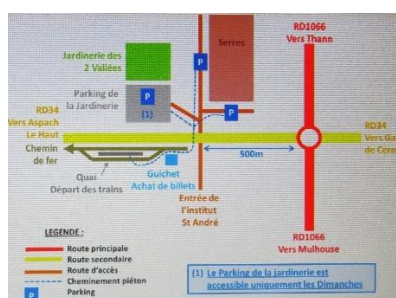 RD1066
Vers Thann
Jardinerie des
2 Vallées
Serres
P
Parking de
la Jardinerie
P
(1)
P
RD34
Vers Aspach
Le Haut
RD34
Vers Ga
de Cern
Chemin
de fer
500m
Quai
Départ des trains
Guichet
Achat de billets
Entrée de
l'institut
St André
RD1066
Vers Mulhouse
LEGENDE :
Route principale
Route secondaire
Route d'accès
Cheminement piéton
P Parking
(1) Le Parking de la jardinerie est
accessible uniquement les Dimanches